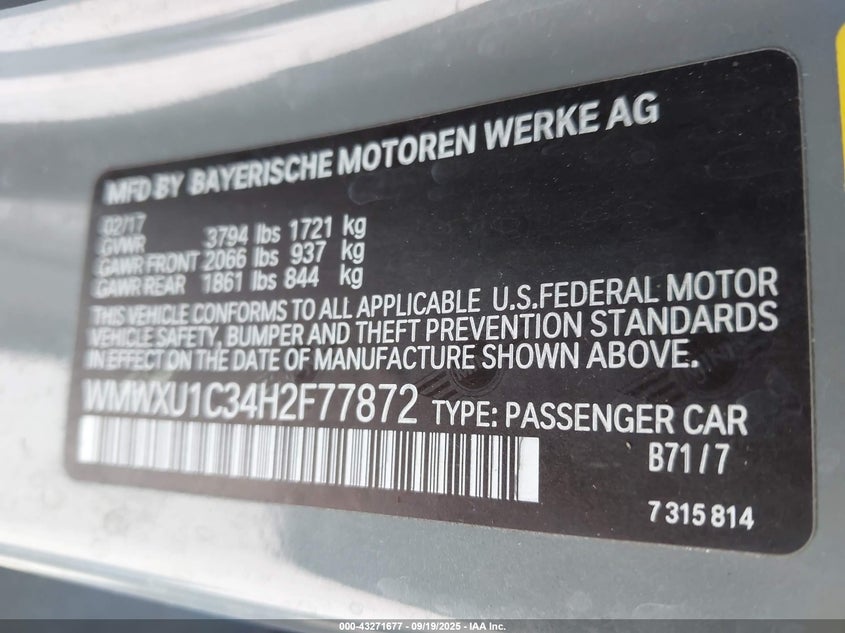 MFD BY BAYERISCHE MOTOREN WERKE AG
02/17
GVWR 3794 lbs 1721 kg
GAWR FRONT 2066 lbs 937 kg
GAWR REAR 1861 lbs 844 kg
THIS VEHICLE CONFORMS TO ALL APPLICABLE U.S.FEDERAL MOTOR
VEHICLE SAFETY, BUMPER AND THEFT PREVENTION STANDARDS
IN EFFECT ON THE DATE OF MANUFACTURE SHOWN ABOVE.
WMWXU1C34H2F77872 TYPE: PASSENGER CAR
B71/7
7 315 814
000-43271677 - 09/19/2025 - IAA Inc.